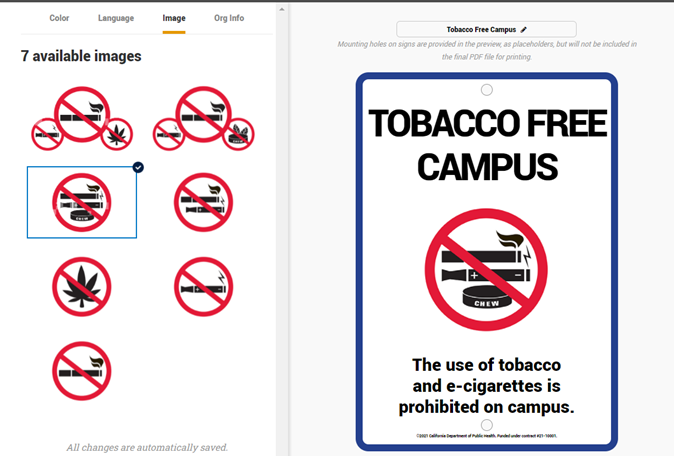 Color Language Image Org Info
7 available images
CHEW
All changes are automatically saved.
Tobacco Free Campus
Mounting holes on signs are provided in the preview, as placeholders, but will not be included in
the final PDF file for printing.
TOBACCO FREE
CAMPUS
CHEW
The use of tobacco
and e-cigarettes is
prohibited on campus.
©2021 California Department of Public Health. Funded under contract #21-10001.